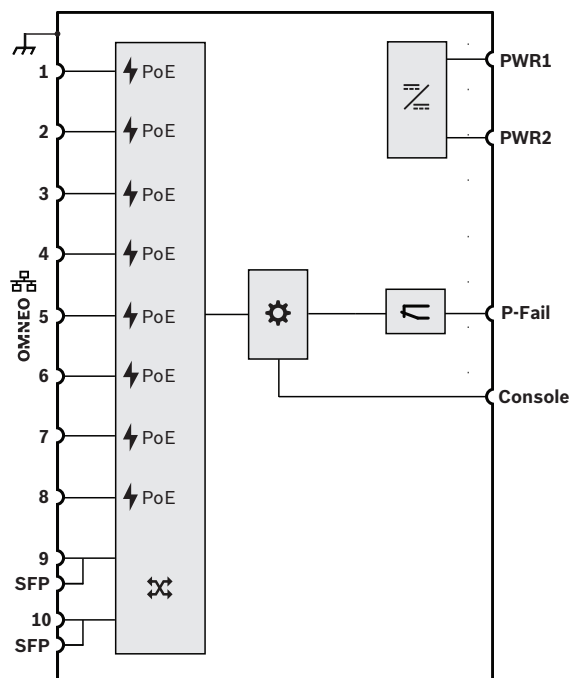 1
PoE
2
PoE
3
PoE
4
PoE
OMNEO
5
PoE
6
PoE
7
PoE
8
PoE
9
SFP
10
SFP
PWR1
PWR2
P-Fail
Console